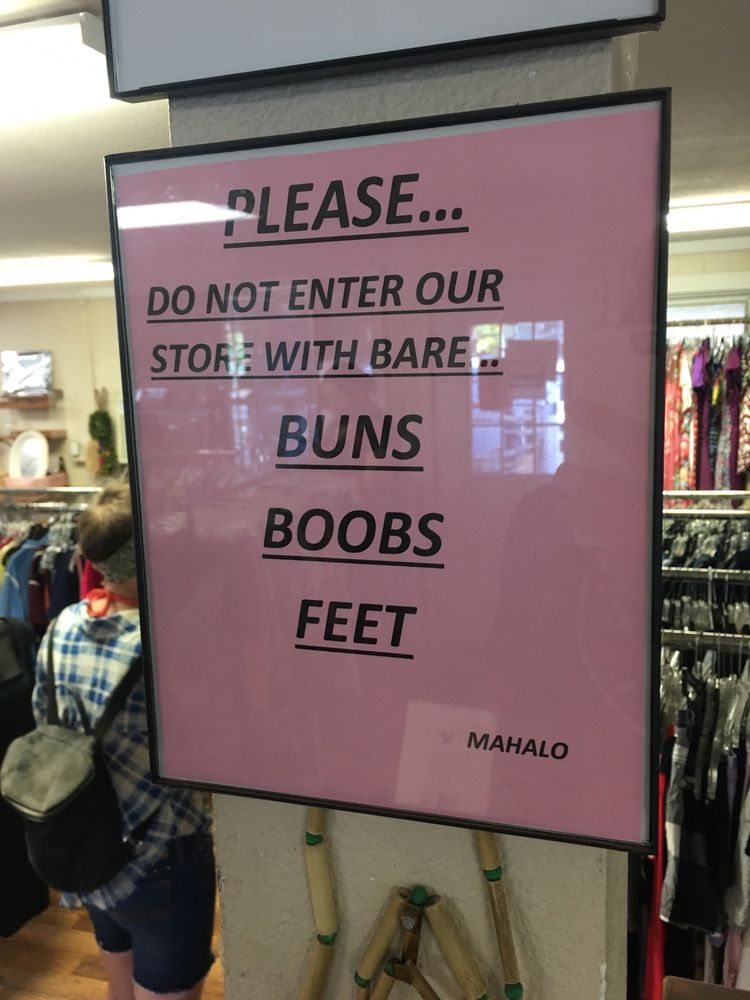 PLEASE...
DO NOT ENTER OUR
STORE WITH BARE..
BUNS
BOOBS
FEET
MAHALO